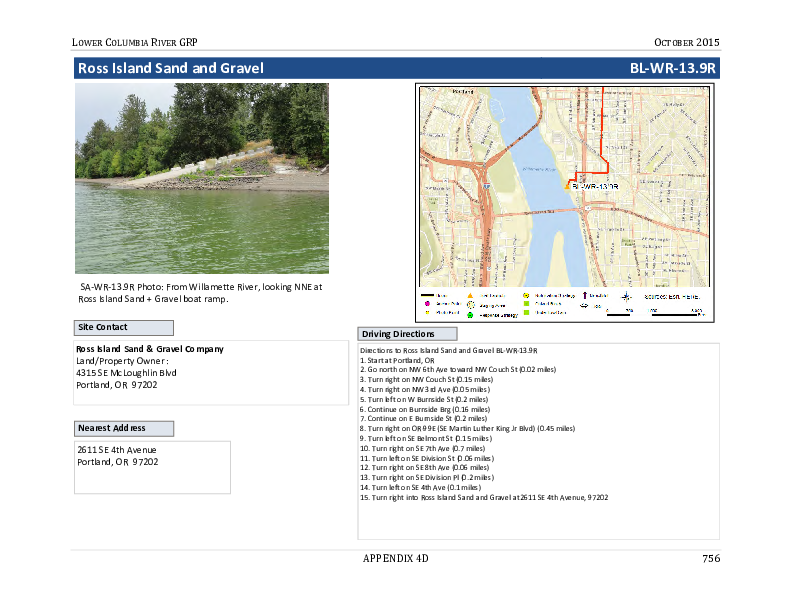 LOWER COLUMBIA RIVER GRP
OCTOBER 2015
Ross Island Sand and Gravel
BL-WR-13.9R
Portland
BL-WR-13.9R
Sources: Esri, HERE,
SA-WR-13.9R Photo: From Willamette River, looking NNE at
Ross Island Sand + Gravel boat ramp.
Site Contact
Ross Island Sand & Gravel Company
Land/Property Owner:
4315 SE McLoughlin Blvd
Portland, OR 97202
Nearest Address
2611 SE 4th Avenue
Portland, OR 97202
Driving Directions
Directions to Ross Island Sand and Gravel BL-WR-13.9R
1. Start at Portland, OR
2. Go north on NW 6th Ave toward NW Couch St (0.02 miles)
3. Turn right on NW Couch St (0.15 miles)
4. Turn right on NW 3rd Ave (0.05 miles)
5. Turn left on W Burnside St (0.2 miles)
6. Continue on Burnside Brg (0.16 miles)
7. Continue on E Burnside St (0.2 miles)
8. Turn right on OR 99E (SE Martin Luther King Jr Blvd) (0.45 miles)
9. Turn left on SE Belmont St (0.15 miles)
10. Turn right on SE 7th Ave (0.7 miles)
11. Turn left on SE Division St (0.06 miles)
12. Turn right on SE 8th Ave (0.06 miles)
13. Turn right on SE Division Pl (0.2 miles)
14. Turn left on SE 4th Ave (0.1 miles)
15. Turn right into Ross Island Sand and Gravel at 2611 SE 4th Avenue, 97202
APPENDIX 4D
756